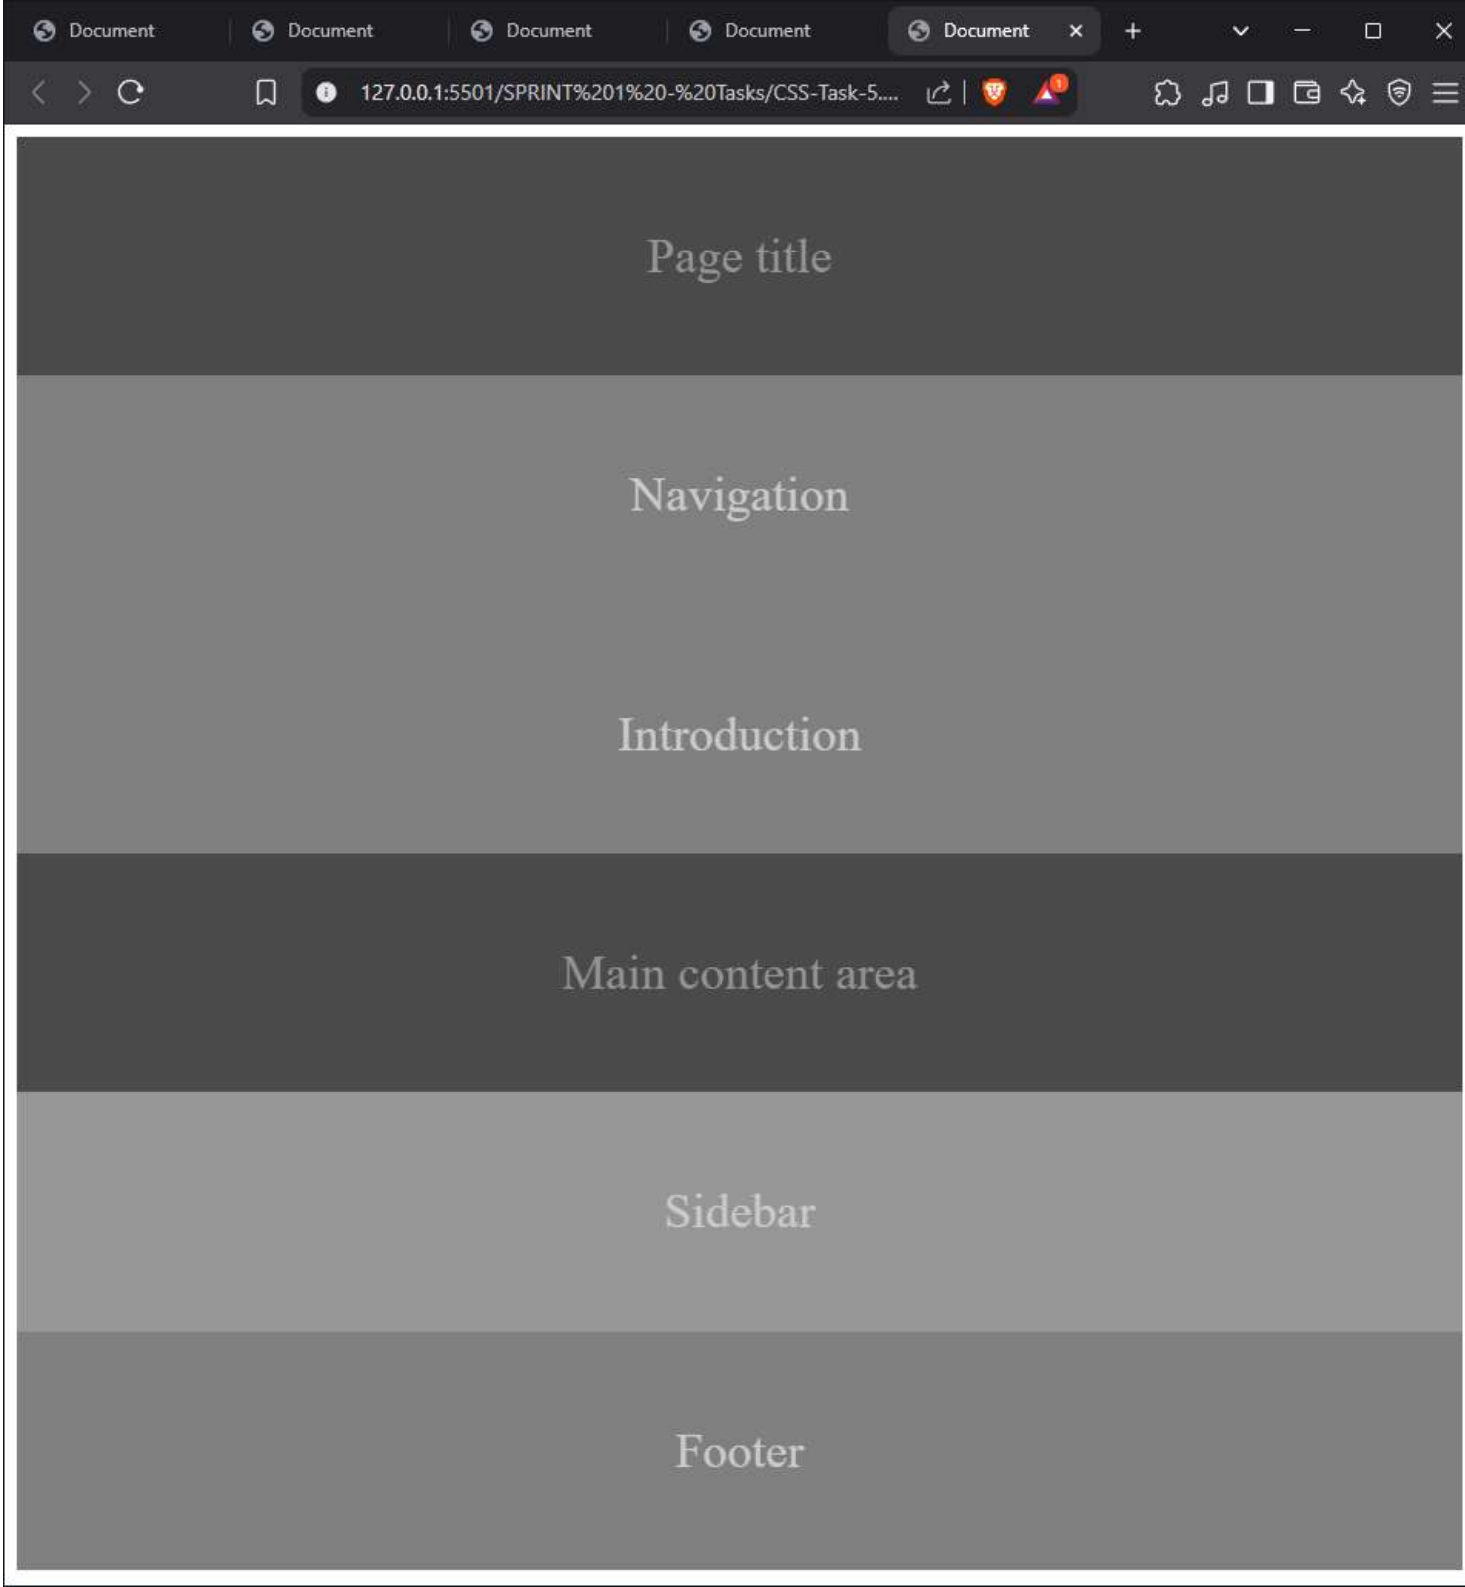 Document Document Document Document Document
127.0.0.1:5501/SPRINT%201%20-%20Tasks/CSS-Task-5.... 1
Page title
Navigation
Introduction
Main content area
Sidebar
Footer